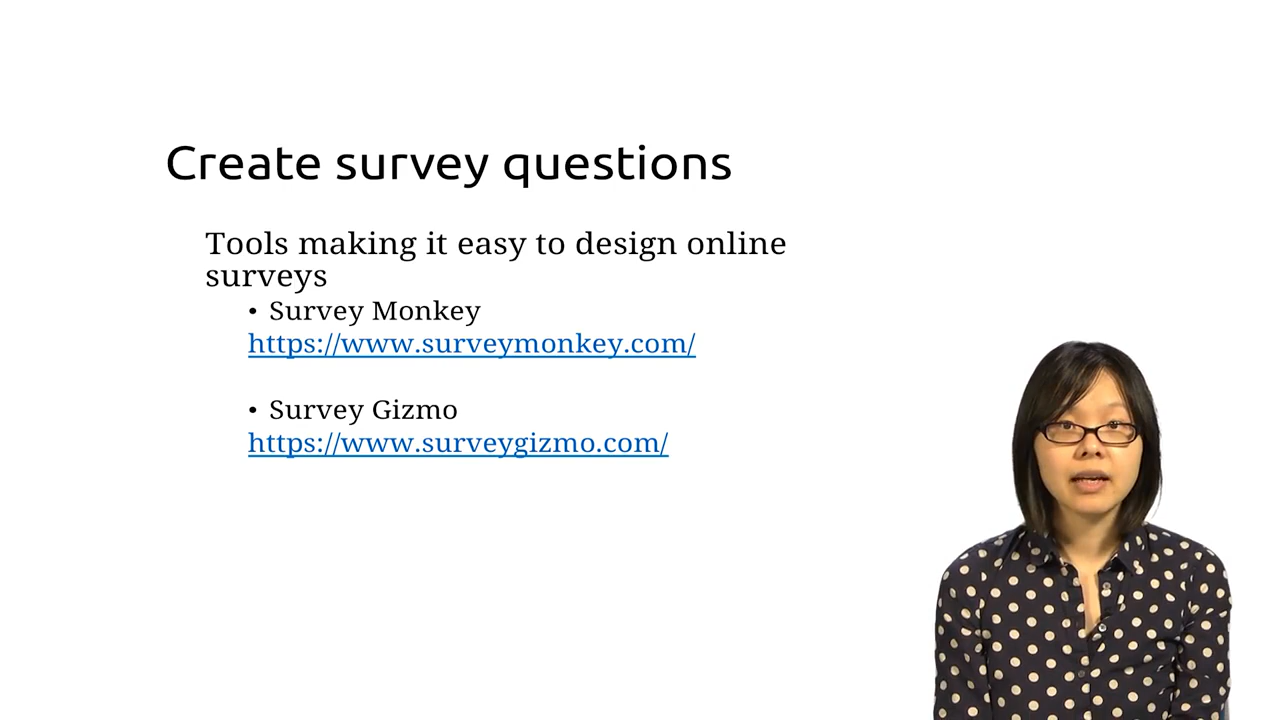 Create survey questions
Tools making it easy to design online
surveys
• Survey Monkey
https://www.surveymonkey.com/
• Survey Gizmo
https://www.surveygizmo.com/